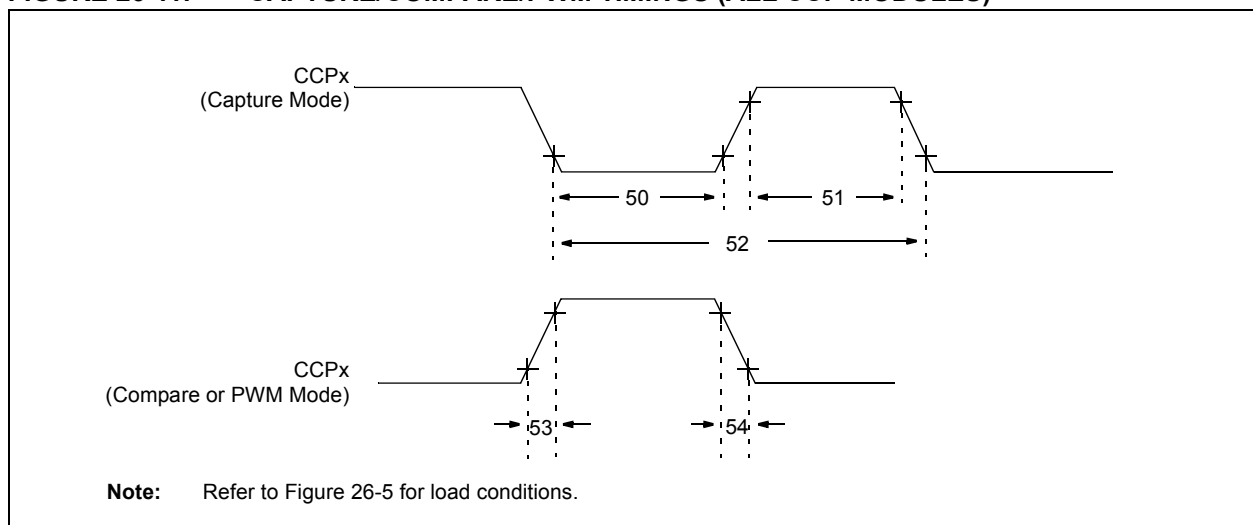 CCPx
(Capture Mode)
50
51
52
CCPx
(Compare or PWM Mode)
53
54
Note: Refer to Figure 26-5 for load conditions.